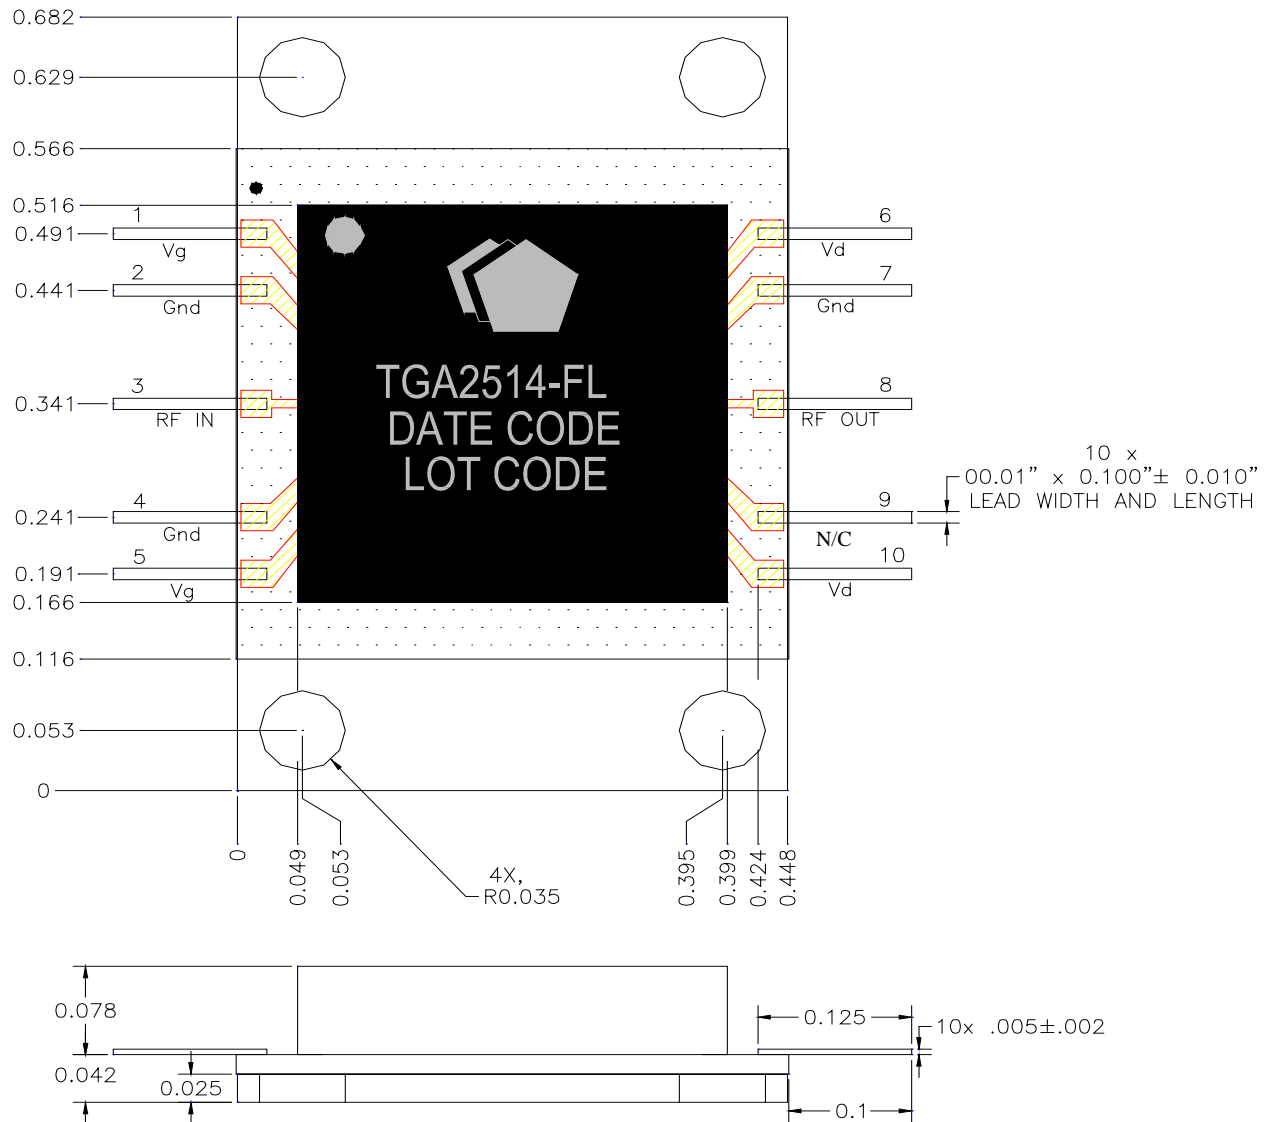 0.682
0.629
0.566
0.516
0.491
0.441
0.341
0.241
0.191
0.166
0.116
0.053
0
1
Vg
2
Gnd
3
RF IN
4
Gnd
5
Vg
TGA2514-FL
DATE CODE
LOT CODE
6
Vd
7
Gnd
8
RF OUT
9
N/C
10
Vd
10 x
00.01" x 0.100"± 0.010"
LEAD WIDTH AND LENGTH
0
0.049
0.053
4X,
R0.035
0.395
0.399
0.424
0.448
0.078
0.042
0.025
0.125
10x .005±.002
0.1